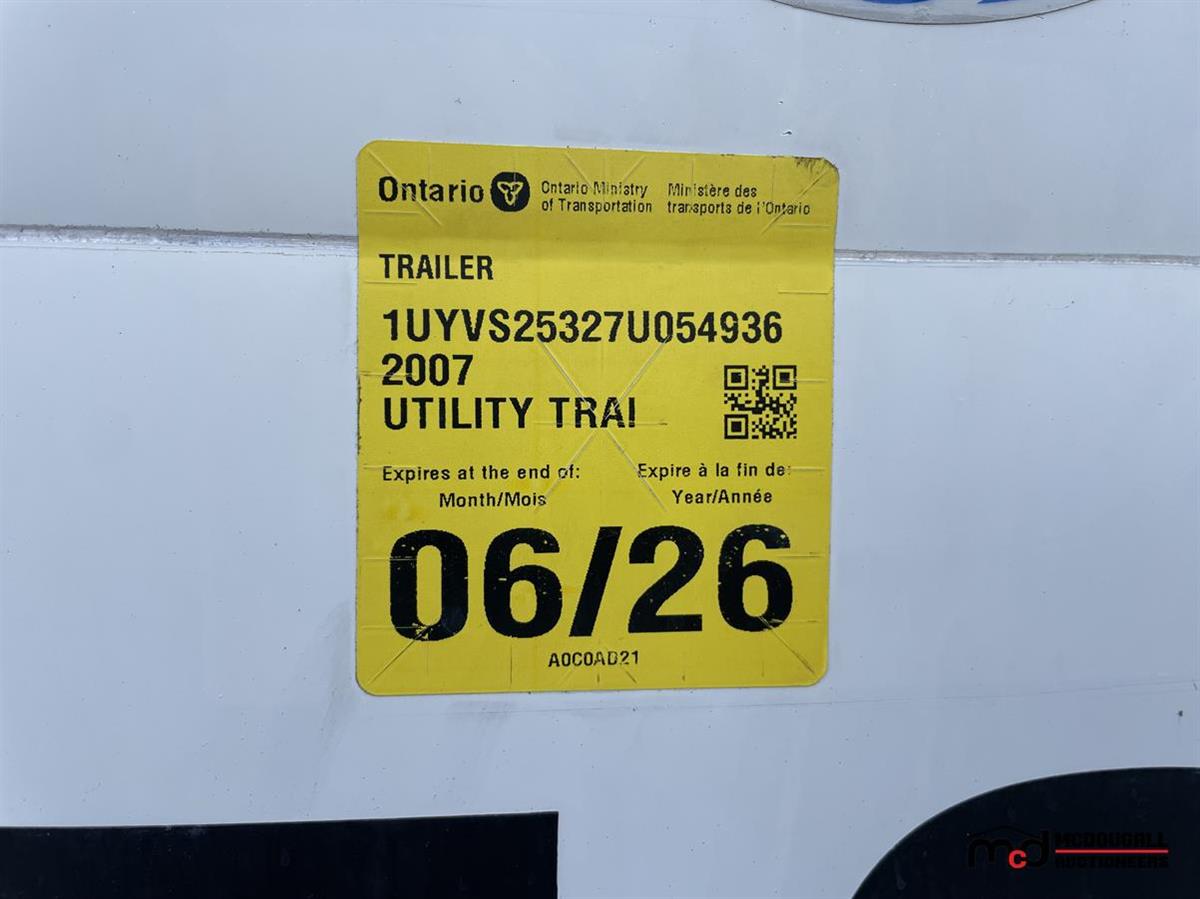 Ontario
Ontario Ministry
of Transportation
Ministère des
transports de l'Ontario
TRAILER
1UYVS25327U054936
2007
UTILITY TRAI
Expires at the end of:
Month/Mois
Expire à la fin de:
Year/Année
06/26
A0C0AD21
mcd
MCDOUGALL
AUCTIONEERS